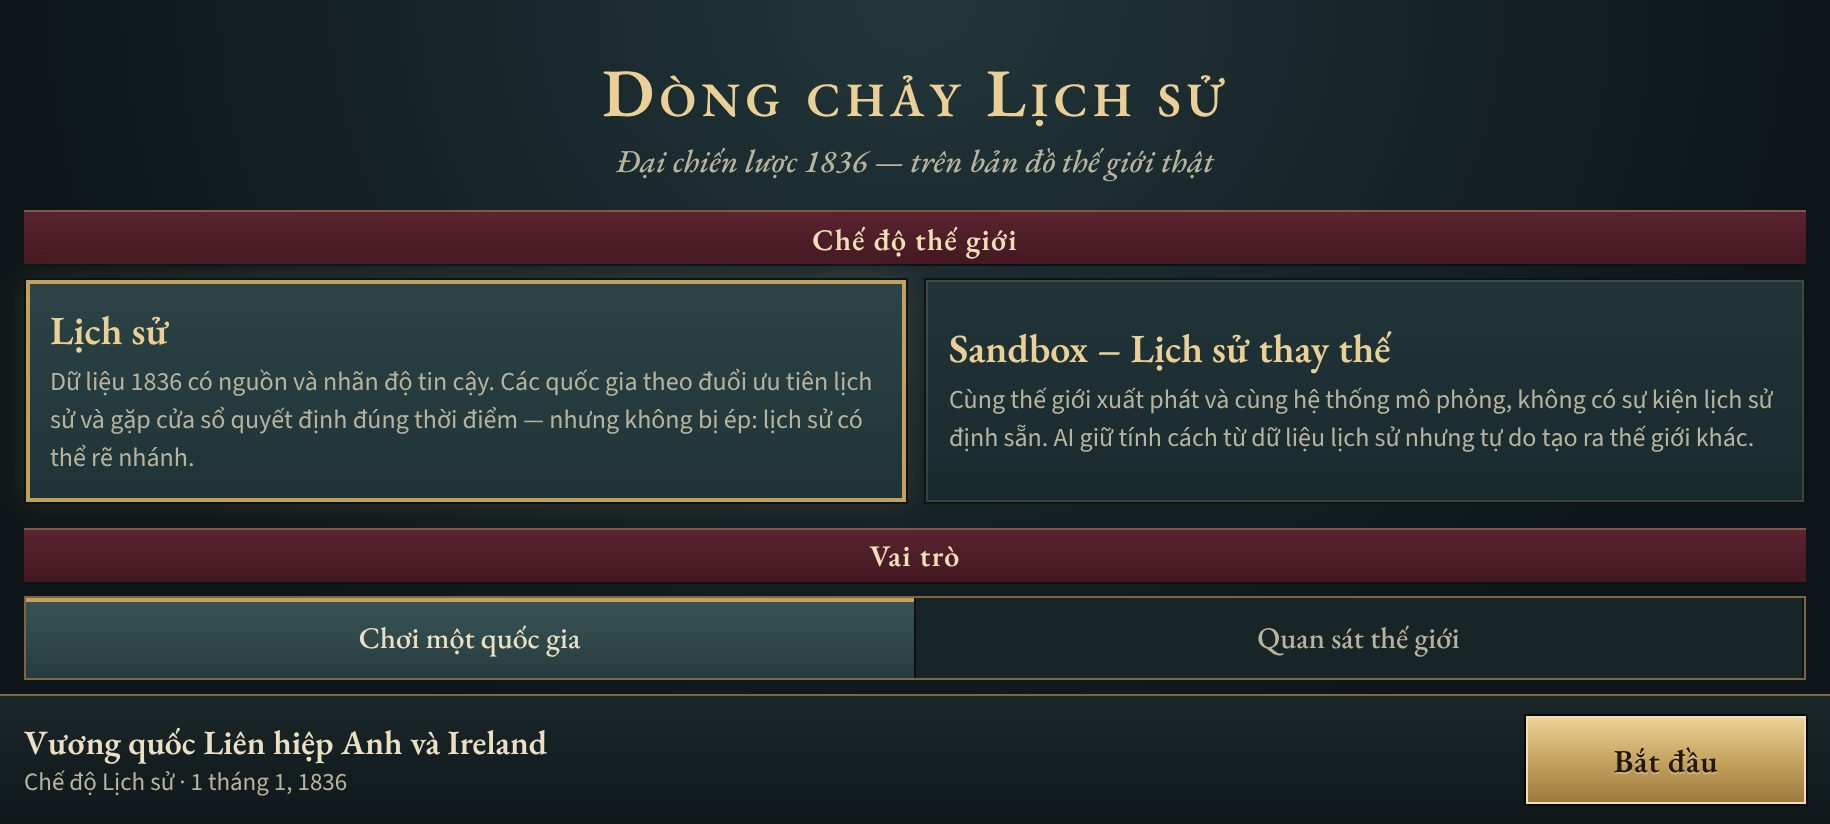 Dòng chảy Lịch sử
Đại chiến lược 1836 — trên bản đồ thế giới thật
Chế độ thế giới
Lịch sử
Dữ liệu 1836 có nguồn và nhãn độ tin cậy. Các quốc gia theo đuổi ưu tiên lịch
sử và gặp cửa sổ quyết định đúng thời điểm — nhưng không bị ép: lịch sử có
thể rẽ nhánh.
Sandbox – Lịch sử thay thế
Cùng thế giới xuất phát và cùng hệ thống mô phỏng, không có sự kiện lịch sử
định sẵn. AI giữ tính cách từ dữ liệu lịch sử nhưng tự do tạo ra thế giới khác.
Vai trò
Chơi một quốc gia
Quan sát thế giới
Vương quốc Liên hiệp Anh và Ireland
Chế độ Lịch sử · 1 tháng 1, 1836
Bắt đầu